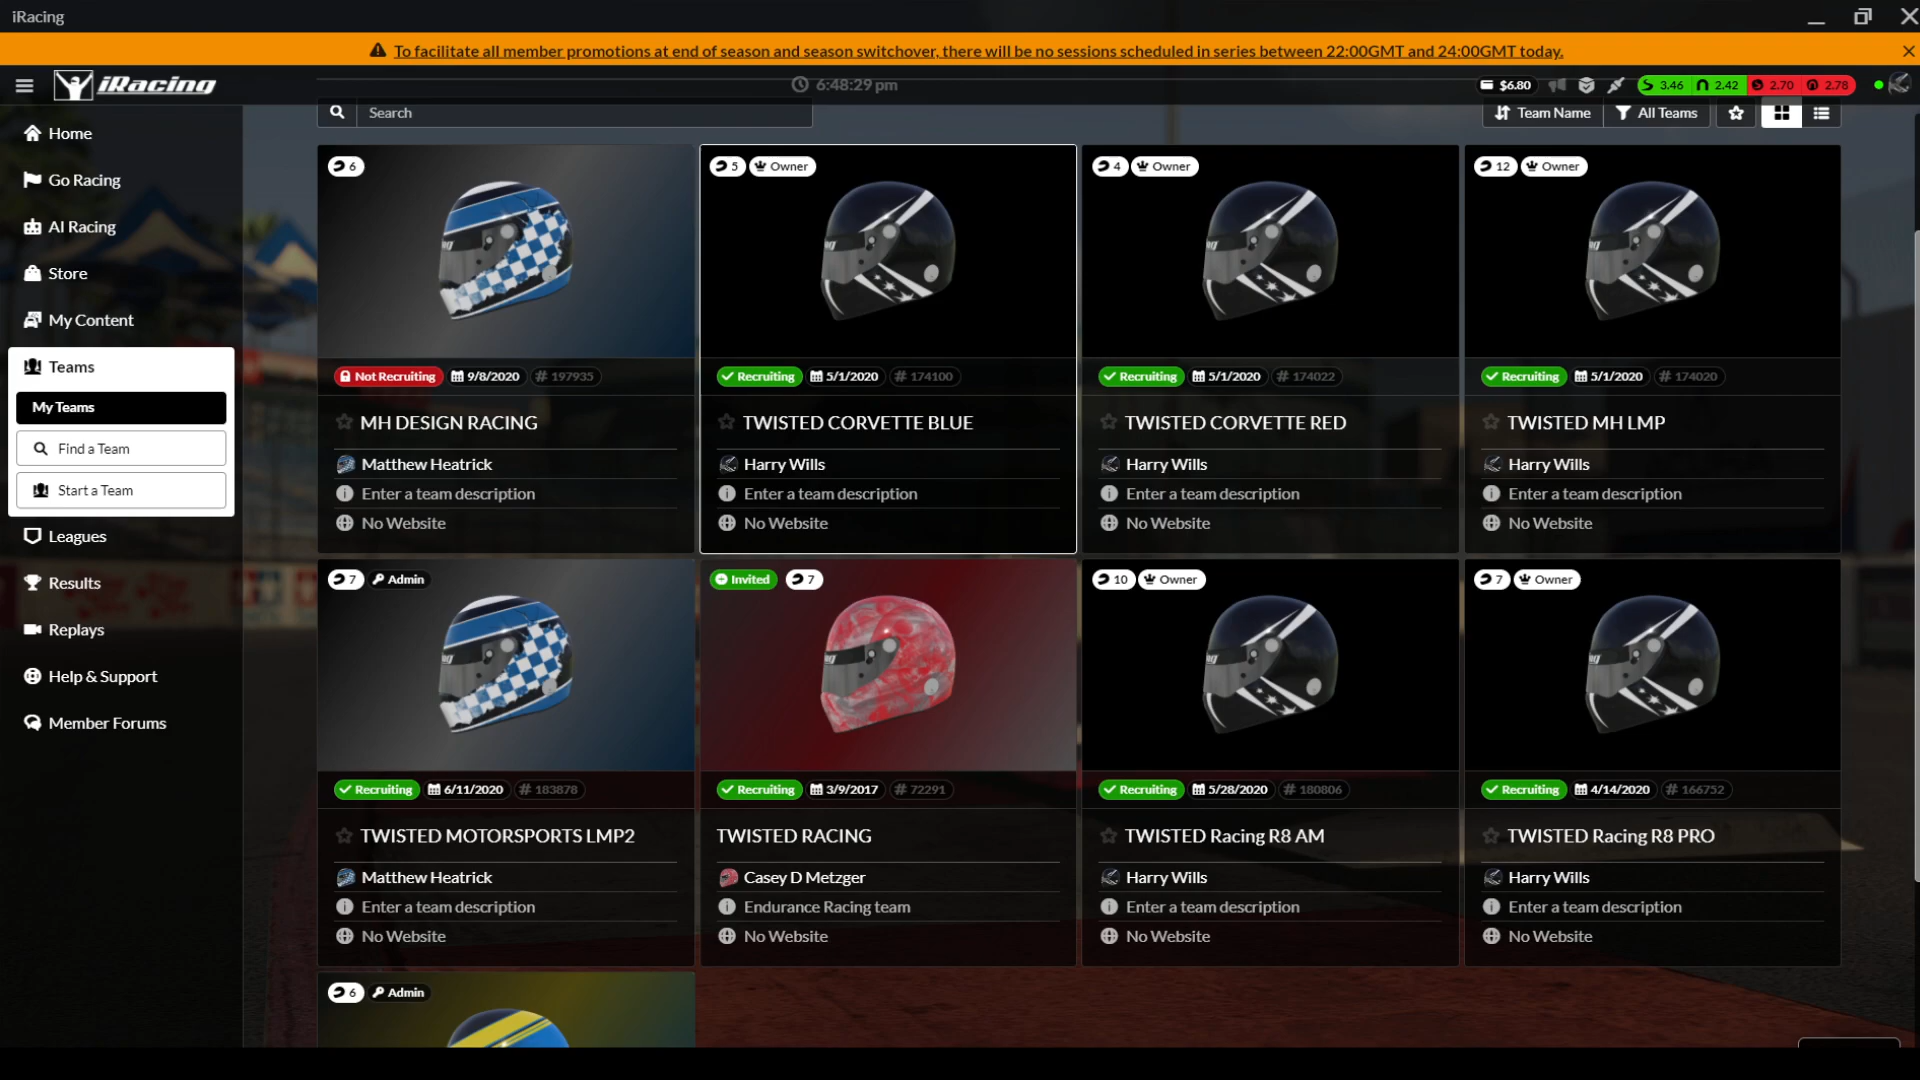 iRacing
To facilitate all member promotions at end of season and season switchover, there will be no sessions scheduled in series between 22:00GMT and 24:00GMT today.
iRacing
6:48:29 pm
$6.80
3.46 2.42 2.70 2.78
Search
Team Name
All Teams
Home
Go Racing
AI Racing
Store
My Content
Teams
My Teams
Find a Team
Start a Team
Leagues
Results
Replays
Help & Support
Member Forums
6
Not Recruiting 9/8/2020 # 197935
MH DESIGN RACING
Matthew Heatrick
Enter a team description
No Website
5 Owner
Recruiting 5/1/2020 # 174100
TWISTED CORVETTE BLUE
Harry Wills
Enter a team description
No Website
4 Owner
Recruiting 5/1/2020 # 174022
TWISTED CORVETTE RED
Harry Wills
Enter a team description
No Website
12 Owner
Recruiting 5/1/2020 # 174020
TWISTED MH LMP
Harry Wills
Enter a team description
No Website
7 Admin
Recruiting 6/11/2020 # 183878
TWISTED MOTORSPORTS LMP2
Matthew Heatrick
Enter a team description
No Website
Invited 7
Recruiting 3/9/2017 # 72291
TWISTED RACING
Casey D Metzger
Endurance Racing team
No Website
10 Owner
Recruiting 5/28/2020 # 180806
TWISTED Racing R8 AM
Harry Wills
Enter a team description
No Website
7 Owner
Recruiting 4/14/2020 # 166752
TWISTED Racing R8 PRO
Harry Wills
Enter a team description
No Website
6 Admin